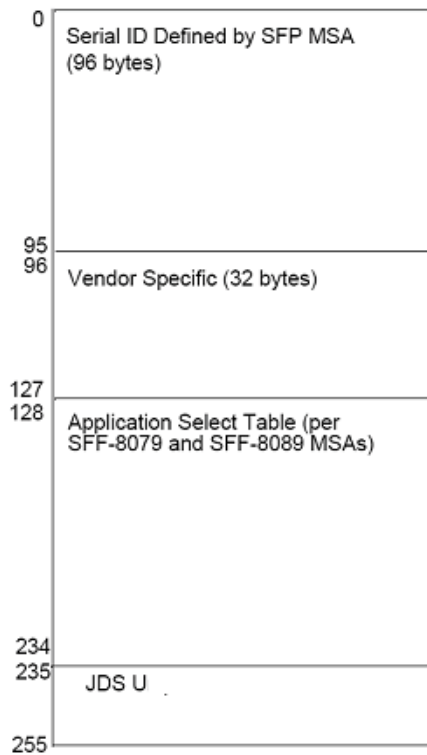 0
Serial ID Defined by SFP MSA
(96 bytes)
95
96
Vendor Specific (32 bytes)
127
128
Application Select Table (per
SFF-8079 and SFF-8089 MSAs)
234
235
JDS U
255